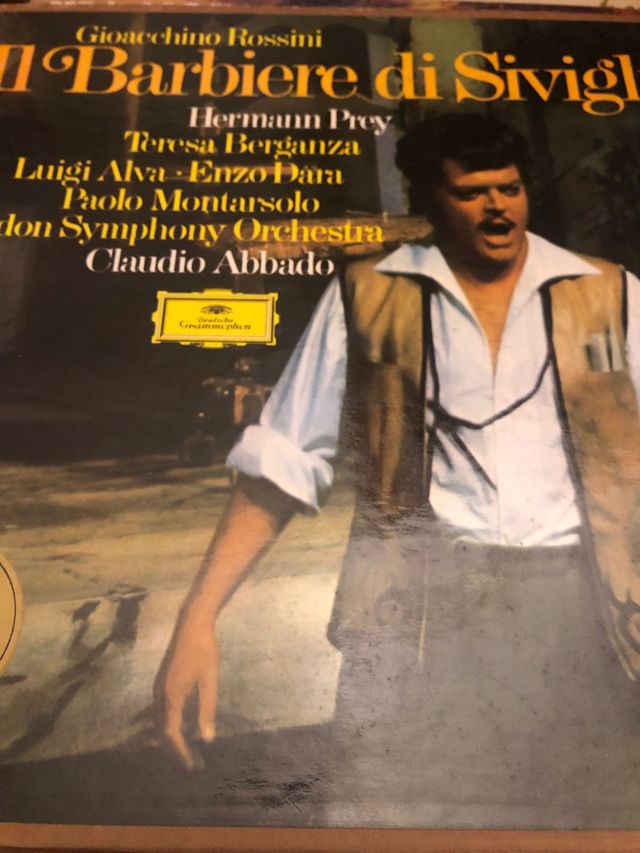 Gioacchino Rossini
Il Barbiere di Sivigl
Hermann Prey
Teresa Berganza
Luigi Alva · Enzo Dara
Paolo Montarsolo
don Symphony Orchestra
Claudio Abbado
Deutsche
Grammophon